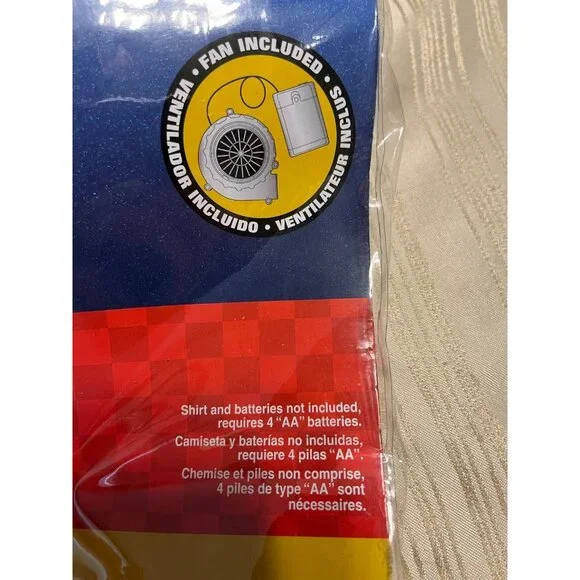 • FAN INCLUDED •
VENTILADOR INCLUIDO • VENTILATEUR INCLUS
Shirt and batteries not included,
requires 4 “AA” batteries.
Camiseta y baterías no incluidas,
requiere 4 pilas “AA”.
Chemise et piles non comprise,
4 piles de type “AA” sont
nécessaires.